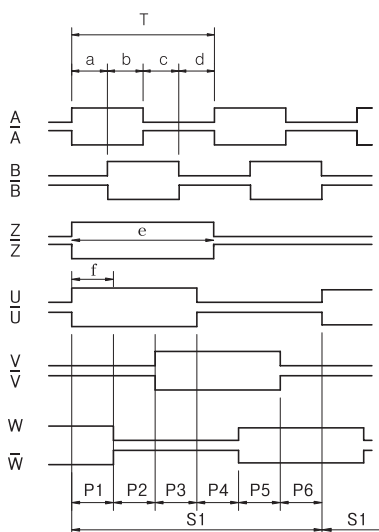 T
a b c d
A
A̅
B
B̅
Z
Z̅
e
f
U
U̅
V
V̅
W
W̅
P1 P2 P3 P4 P5 P6
S1 S1